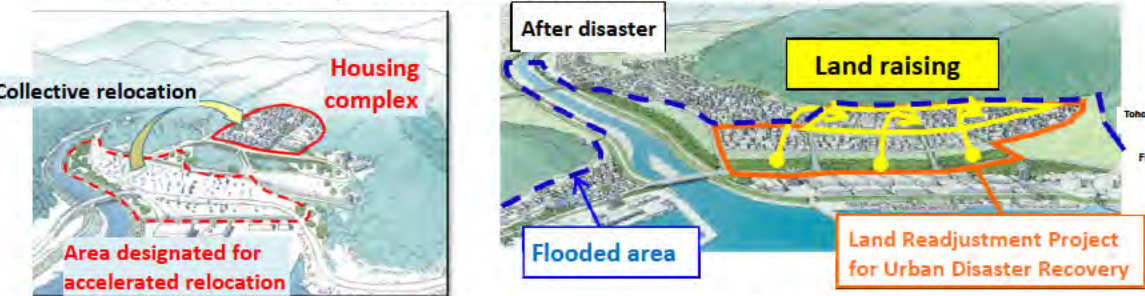 Housing
complex
Collective relocation
Area designated for
accelerated relocation
After disaster
Land raising
Flooded area
Land Readjustment Project
for Urban Disaster Recovery